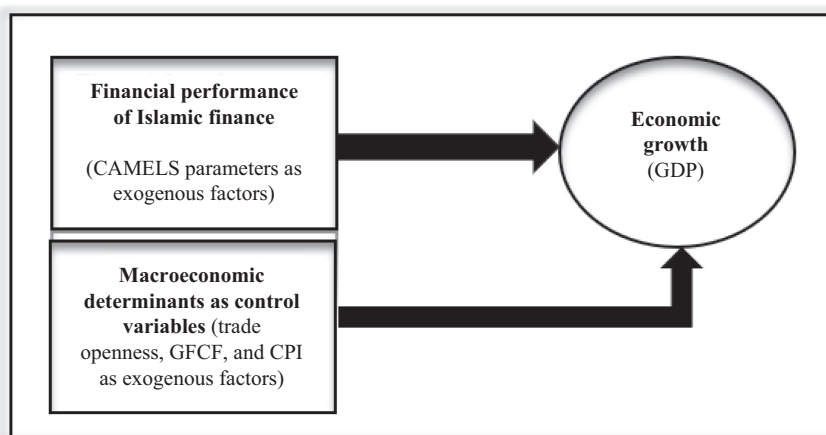 Financial performance
of Islamic finance
(CAMELS parameters as
exogenous factors)
Economic
growth
(GDP)
Macroeconomic
determinants as control
variables (trade
openness, GFCF, and CPI
as exogenous factors)